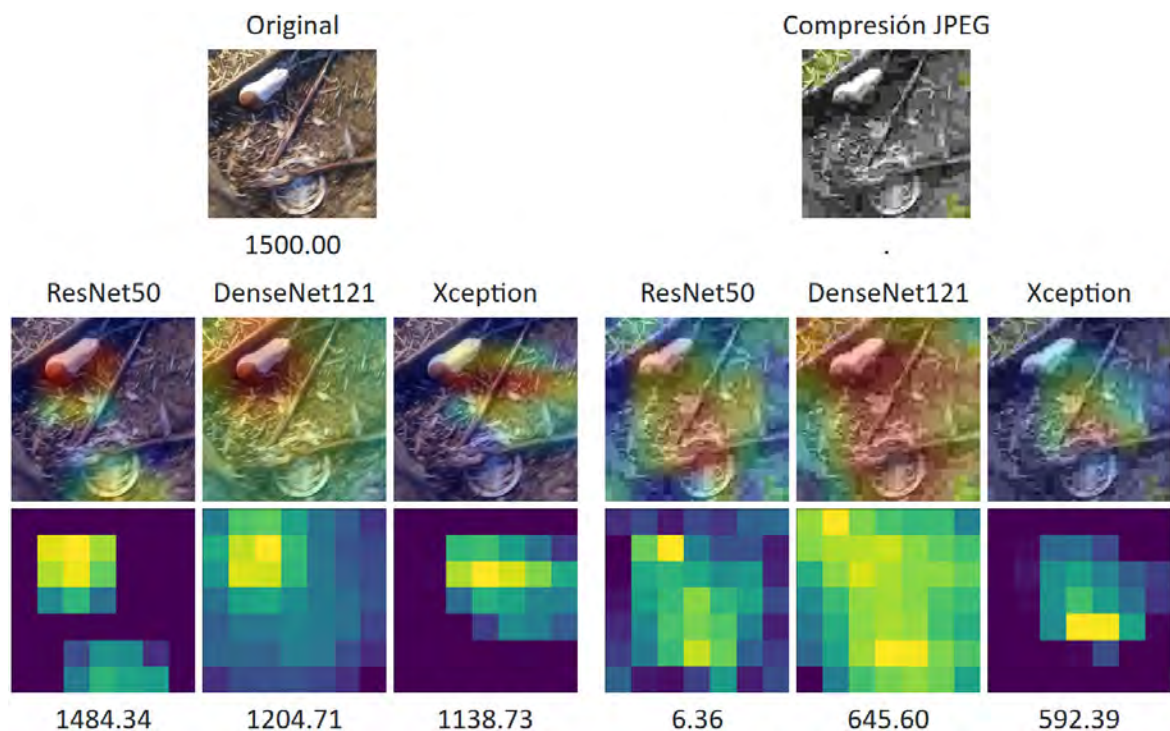 Original
Compresión JPEG
1500.00
.
ResNet50
DenseNet121
Xception
ResNet50
DenseNet121
Xception
1484.34
1204.71
1138.73
6.36
645.60
592.39